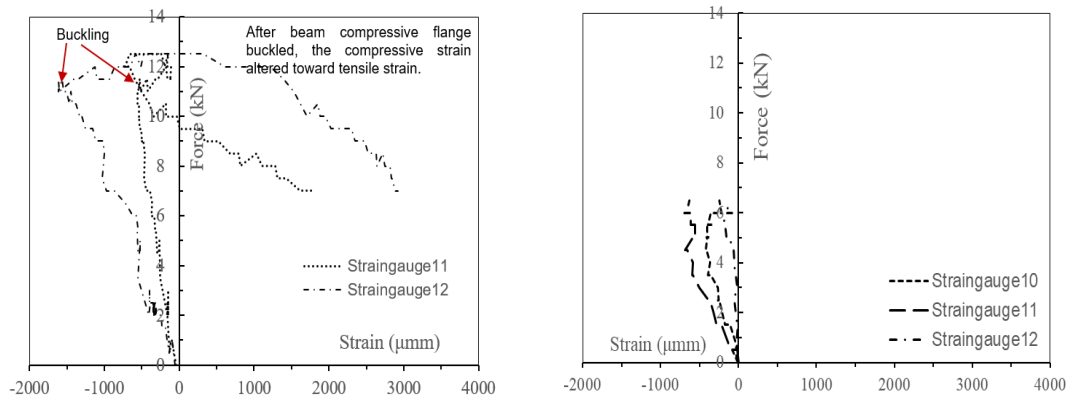 14
After beam compressive flange
buckled, the compressive strain
altered toward tensile strain.
Buckling
12
10
Force (kN)
8
6
4
2
0
Straingauge11
Straingauge12
Strain (μmm)
-2000 -1000 0 1000 2000 3000 4000
14
12
10
Force (kN)
8
6
4
2
0
Straingauge10
Straingauge11
Straingauge12
Strain (μmm)
-2000 -1000 0 1000 2000 3000 4000